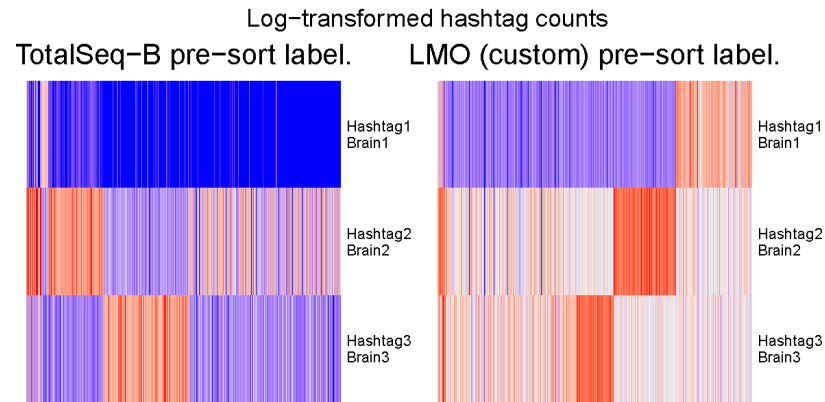 Log−transformed hashtag counts
TotalSeq−B pre−sort label.
Hashtag1
Brain1
Hashtag2
Brain2
Hashtag3
Brain3
LMO (custom) pre−sort label.
Hashtag1
Brain1
Hashtag2
Brain2
Hashtag3
Brain3